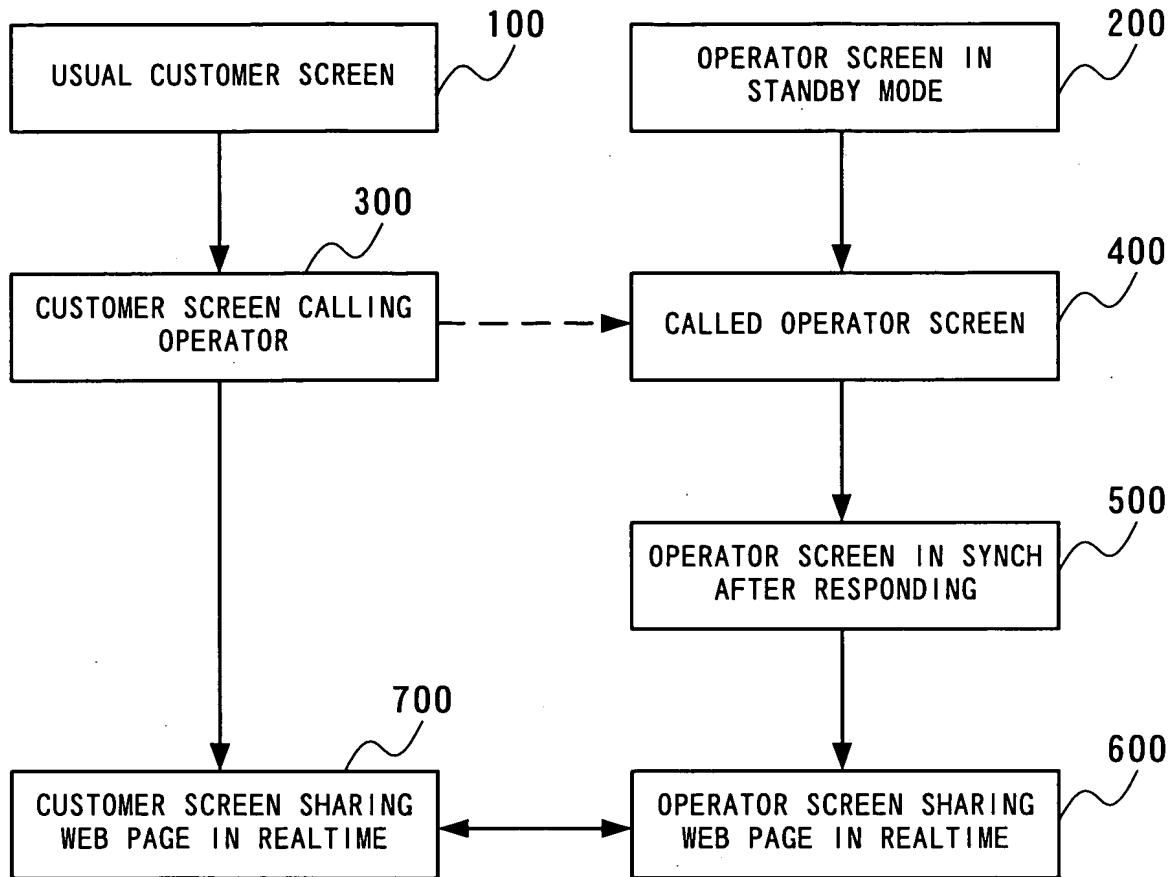 100
USUAL CUSTOMER SCREEN
200
OPERATOR SCREEN IN
STANDBY MODE
300
CUSTOMER SCREEN CALLING
OPERATOR
400
CALLED OPERATOR SCREEN
500
OPERATOR SCREEN IN SYNCH
AFTER RESPONDING
700
CUSTOMER SCREEN SHARING
WEB PAGE IN REALTIME
600
OPERATOR SCREEN SHARING
WEB PAGE IN REALTIME